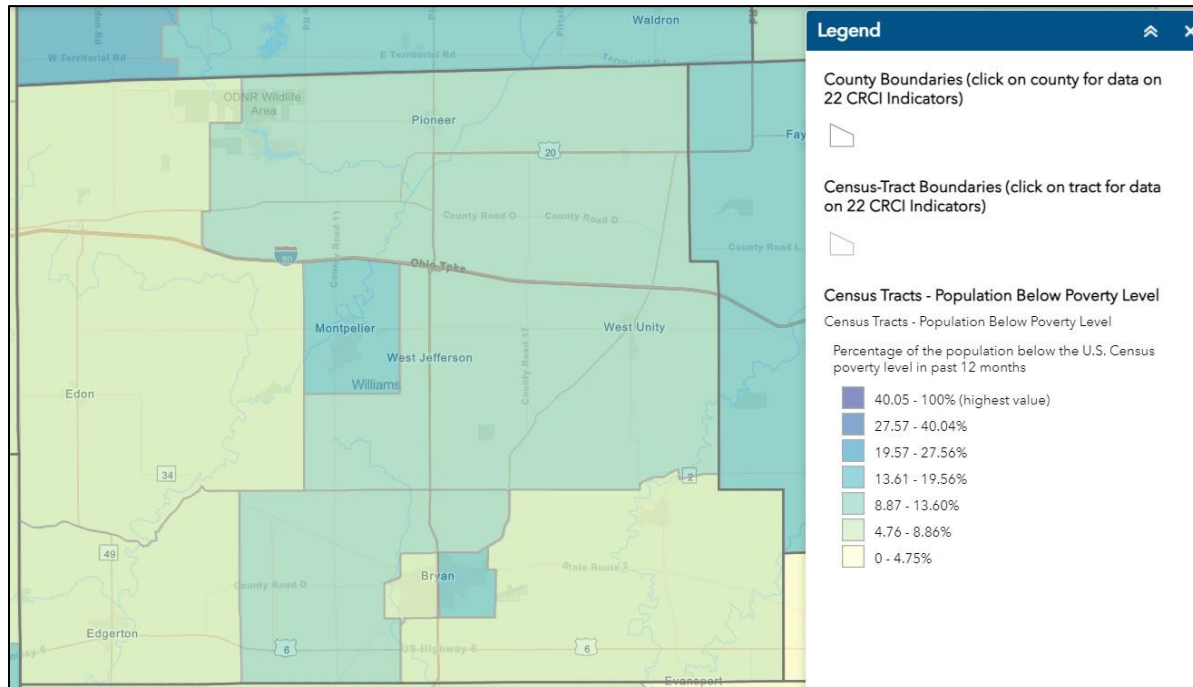 Waldron
W Territorial Rd
E Territorial Rd
Territorial Rd
ODNR Wildlife
Area
Pioneer
20
Fay
County Road 11
County Road O
County Road O
County Road L
80
Ohio Tpke
Montpelier
West Unity
West Jefferson
County Road 17
Williams
Edon
34
2
49
Bryan
State Route 2
County Road D
Edgerton
6
US Highway 6
6
Evansport
Legend
County Boundaries (click on county for data on
22 CRCI Indicators)
Census-Tract Boundaries (click on tract for data
on 22 CRCI Indicators)
Census Tracts - Population Below Poverty Level
Census Tracts - Population Below Poverty Level
Percentage of the population below the U.S. Census
poverty level in past 12 months
40.05 - 100% (highest value)
27.57 - 40.04%
19.57 - 27.56%
13.61 - 19.56%
8.87 - 13.60%
4.76 - 8.86%
0 - 4.75%